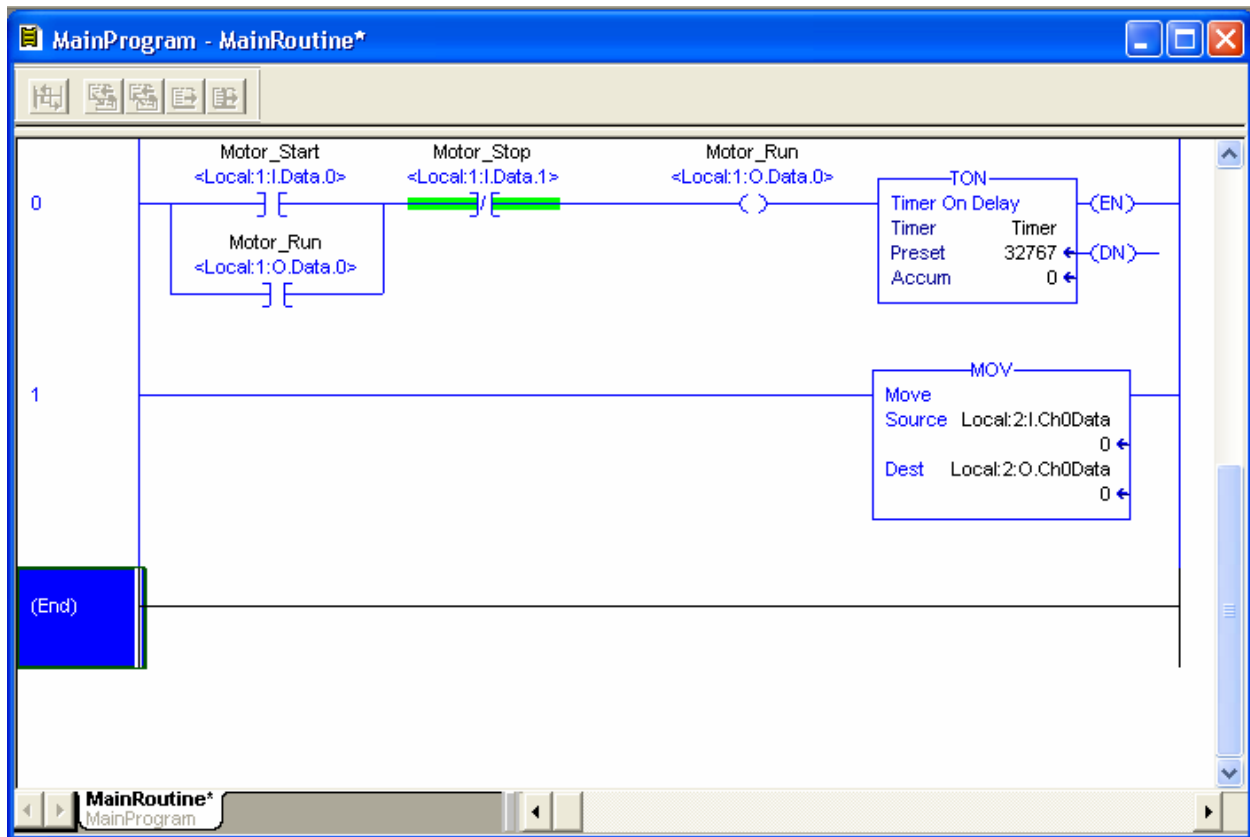 MainProgram - MainRoutine*
0
Motor_Start
<Local:1:I.Data.0>
Motor_Stop
<Local:1:I.Data.1>
Motor_Run
<Local:1:O.Data.0>
Motor_Run
<Local:1:O.Data.0>
TON
Timer On Delay
Timer Timer
Preset 32767
Accum 0
EN
DN
1
MOV
Move
Source Local:2:I.Ch0Data
0
Dest Local:2:O.Ch0Data
0
(End)
MainRoutine*
MainProgram